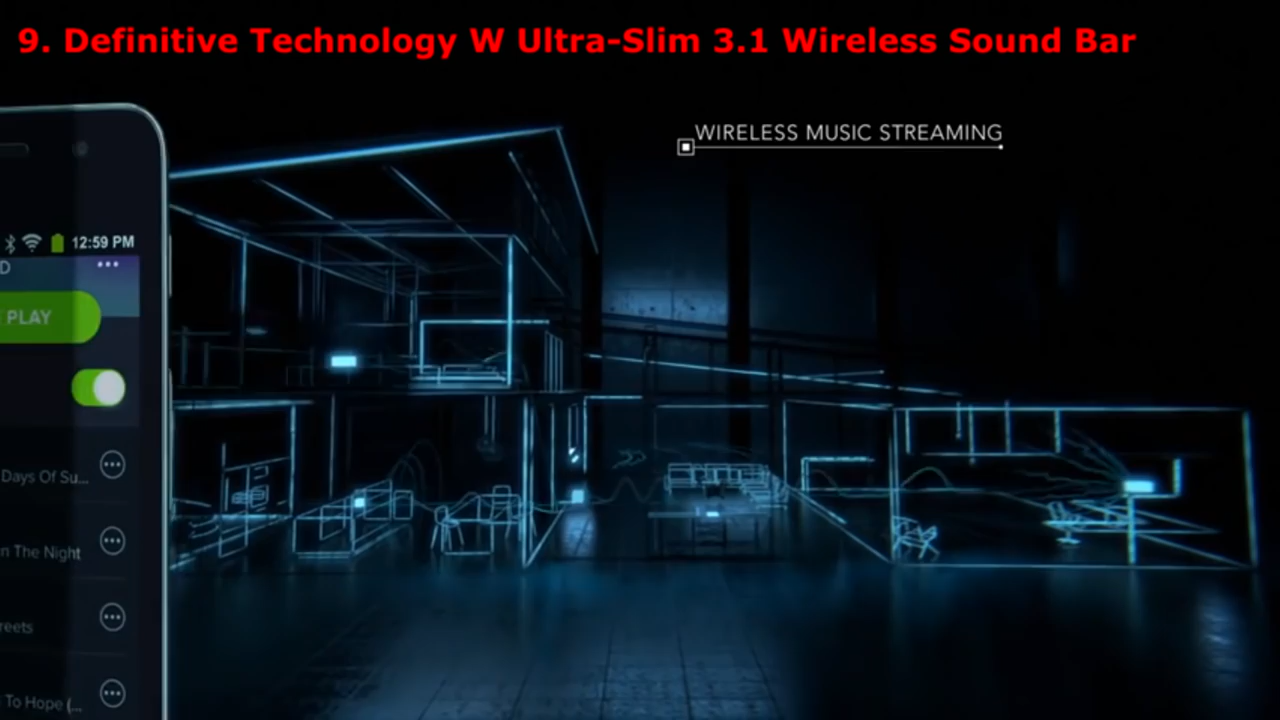 9. Definitive Technology W Ultra-Slim 3.1 Wireless Sound Bar
WIRELESS MUSIC STREAMING
12:59 PM
PLAY
Days Of Su...
The Night
To Hope (...